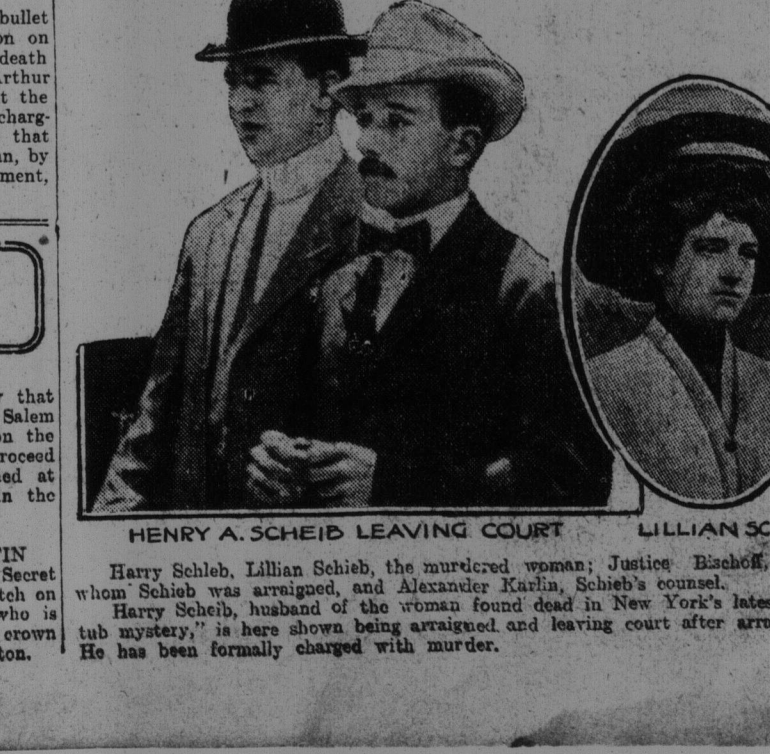 bullet
on on
death
Arthur
t the
charg-
that
an, by
ment,
that
Salem
on the
roceed
ed at
in the
TIN
Secret
tch on
who is
crown
ton.
HENRY A. SCHEIB LEAVING COURT
LILLIAN SC
Harry Schleb, Lillian Schieb, the murdered woman; Justice Bischoff,
whom Schieb was arraigned, and Alexander Karlin, Schieb's counsel.
Harry Scheib, husband of the woman found dead in New York's lates
tub mystery," is here shown being arraigned and leaving court after arra
He has been formally charged with murder.